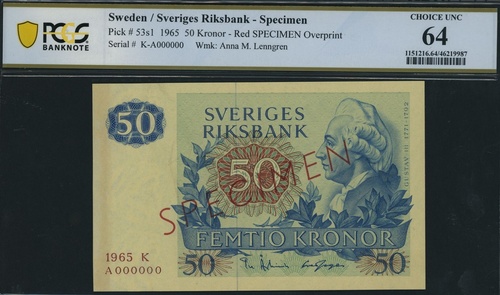 PCGS
BANKNOTE
Sweden / Sveriges Riksbank - Specimen
Pick # 53s1 1965 50 Kronor - Red SPECIMEN Overprint
Serial # K-A000000 Wmk: Anna M. Lenngren
CHOICE UNC
64
1151216.64/46219987
50
SVERIGES
RIKSBANK
50
SPECIMEN
1965 K
A000000
FEMTIO KRONOR
50
50